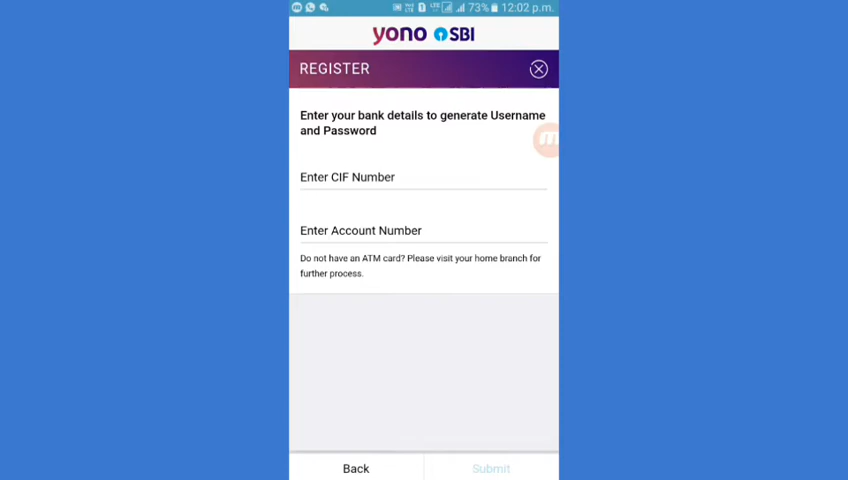 73% 12:02 p.m.
yono SBI
REGISTER
Enter your bank details to generate Username
and Password
Enter CIF Number
Enter Account Number
Do not have an ATM card? Please visit your home branch for
further process.
Back Submit